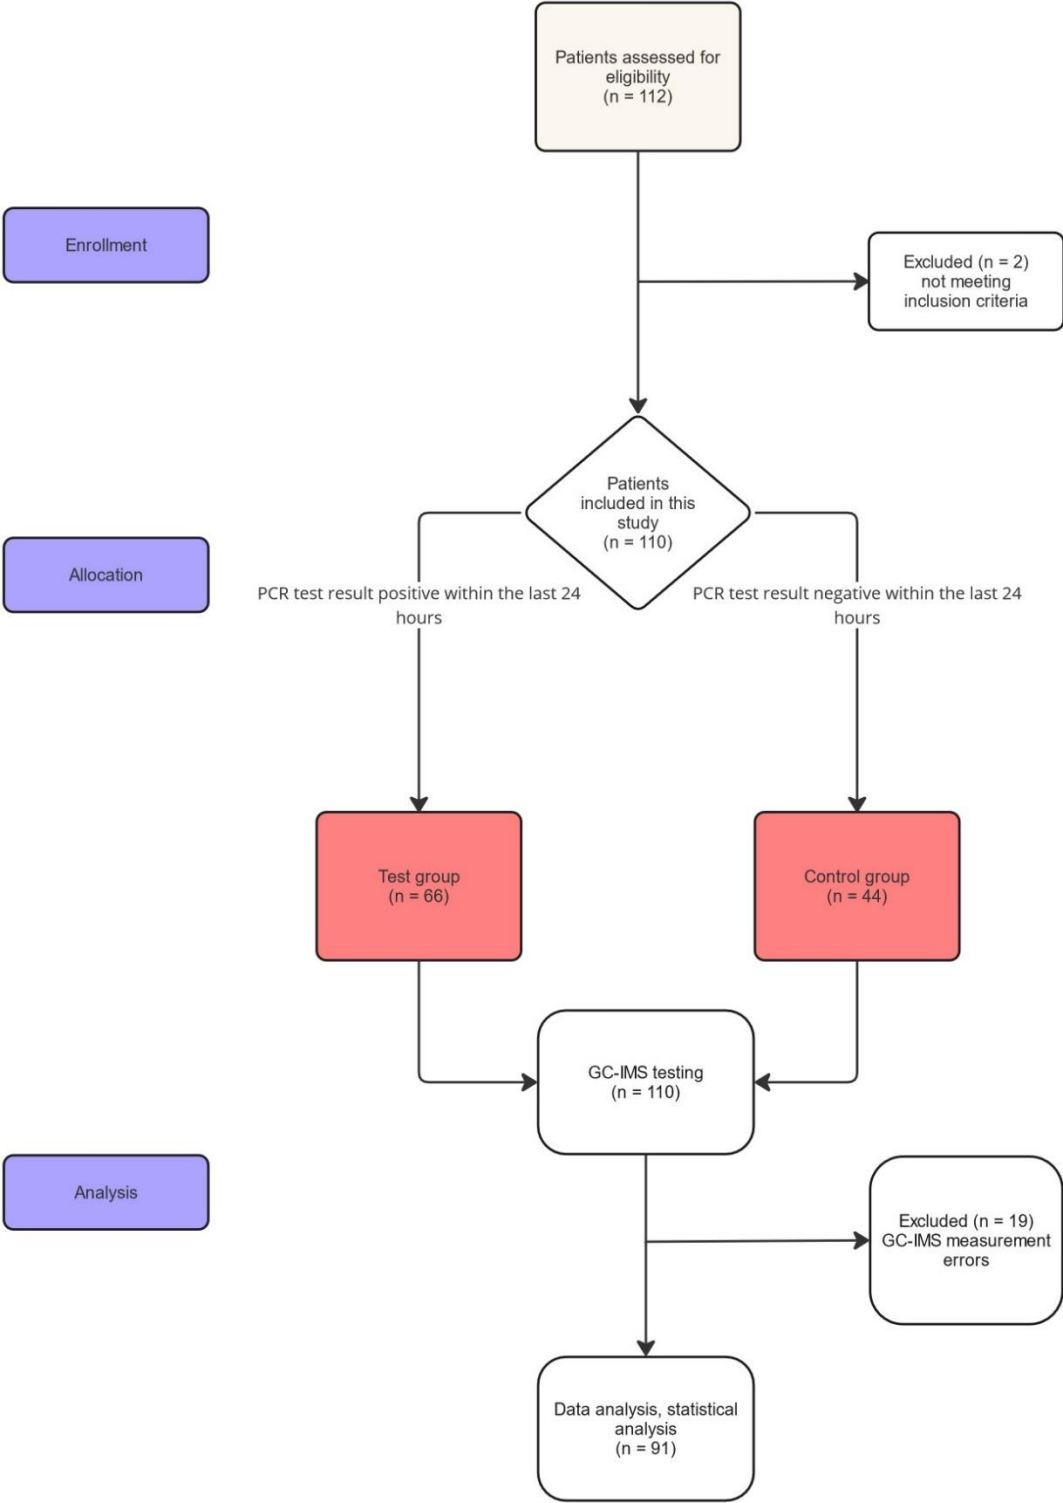 Patients assessed for
eligibility
(n = 112)
Enrollment
Excluded (n = 2)
not meeting
inclusion criteria
Patients
included in this
study
(n = 110)
Allocation
PCR test result positive within the last 24
hours
PCR test result negative within the last 24
hours
Test group
(n = 66)
Control group
(n = 44)
GC-IMS testing
(n = 110)
Analysis
Excluded (n = 19)
GC-IMS measurement
errors
Data analysis, statistical
analysis
(n = 91)